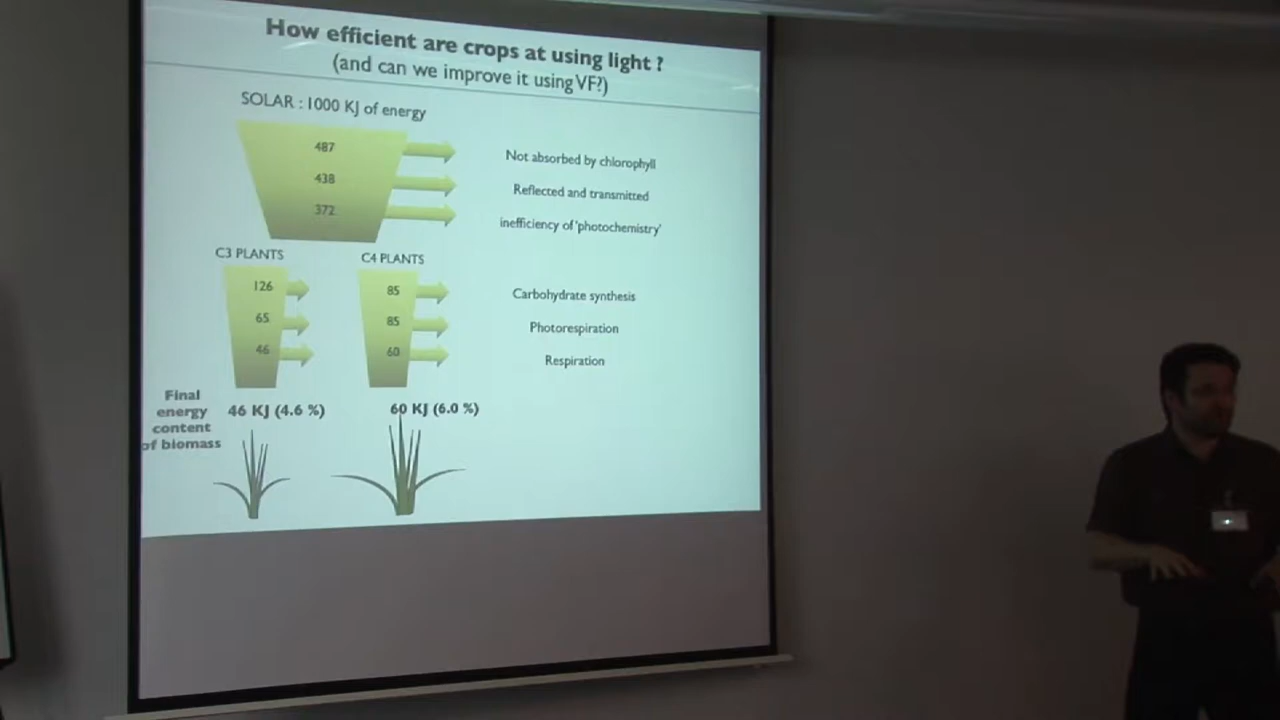 How efficient are crops at using light ?
(and can we improve it using VF?)
SOLAR : 1000 KJ of energy
487
Not absorbed by chlorophyll
438
Reflected and transmitted
372
inefficiency of 'photochemistry'
C3 PLANTS
C4 PLANTS
126
85
Carbohydrate synthesis
65
85
Photorespiration
46
60
Respiration
Final
energy
content
of biomass
46 KJ (4.6 %)
60 KJ (6.0 %)